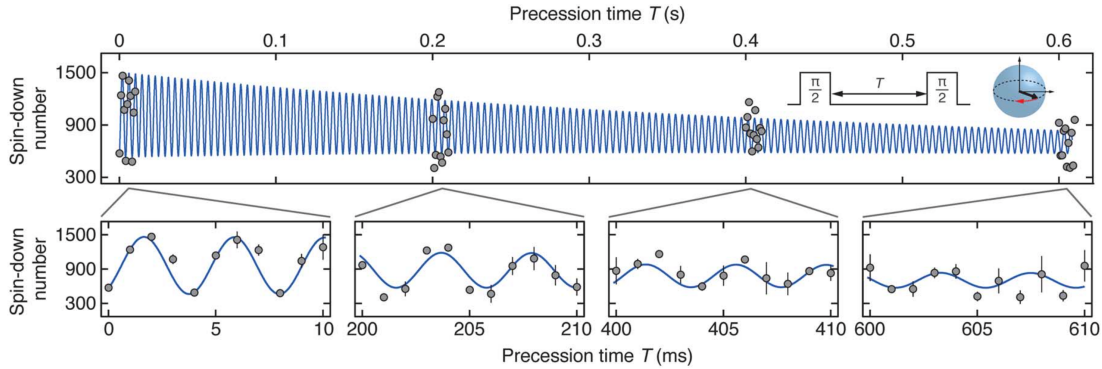 Precession time T (s)
0 0.1 0.2 0.3 0.4 0.5 0.6
Spin-down
number
1500
900
300
π/2 T π/2
Spin-down
number
1500
900
300
0 5 10 200 205 210 400 405 410 600 605 610
Precession time T (ms)